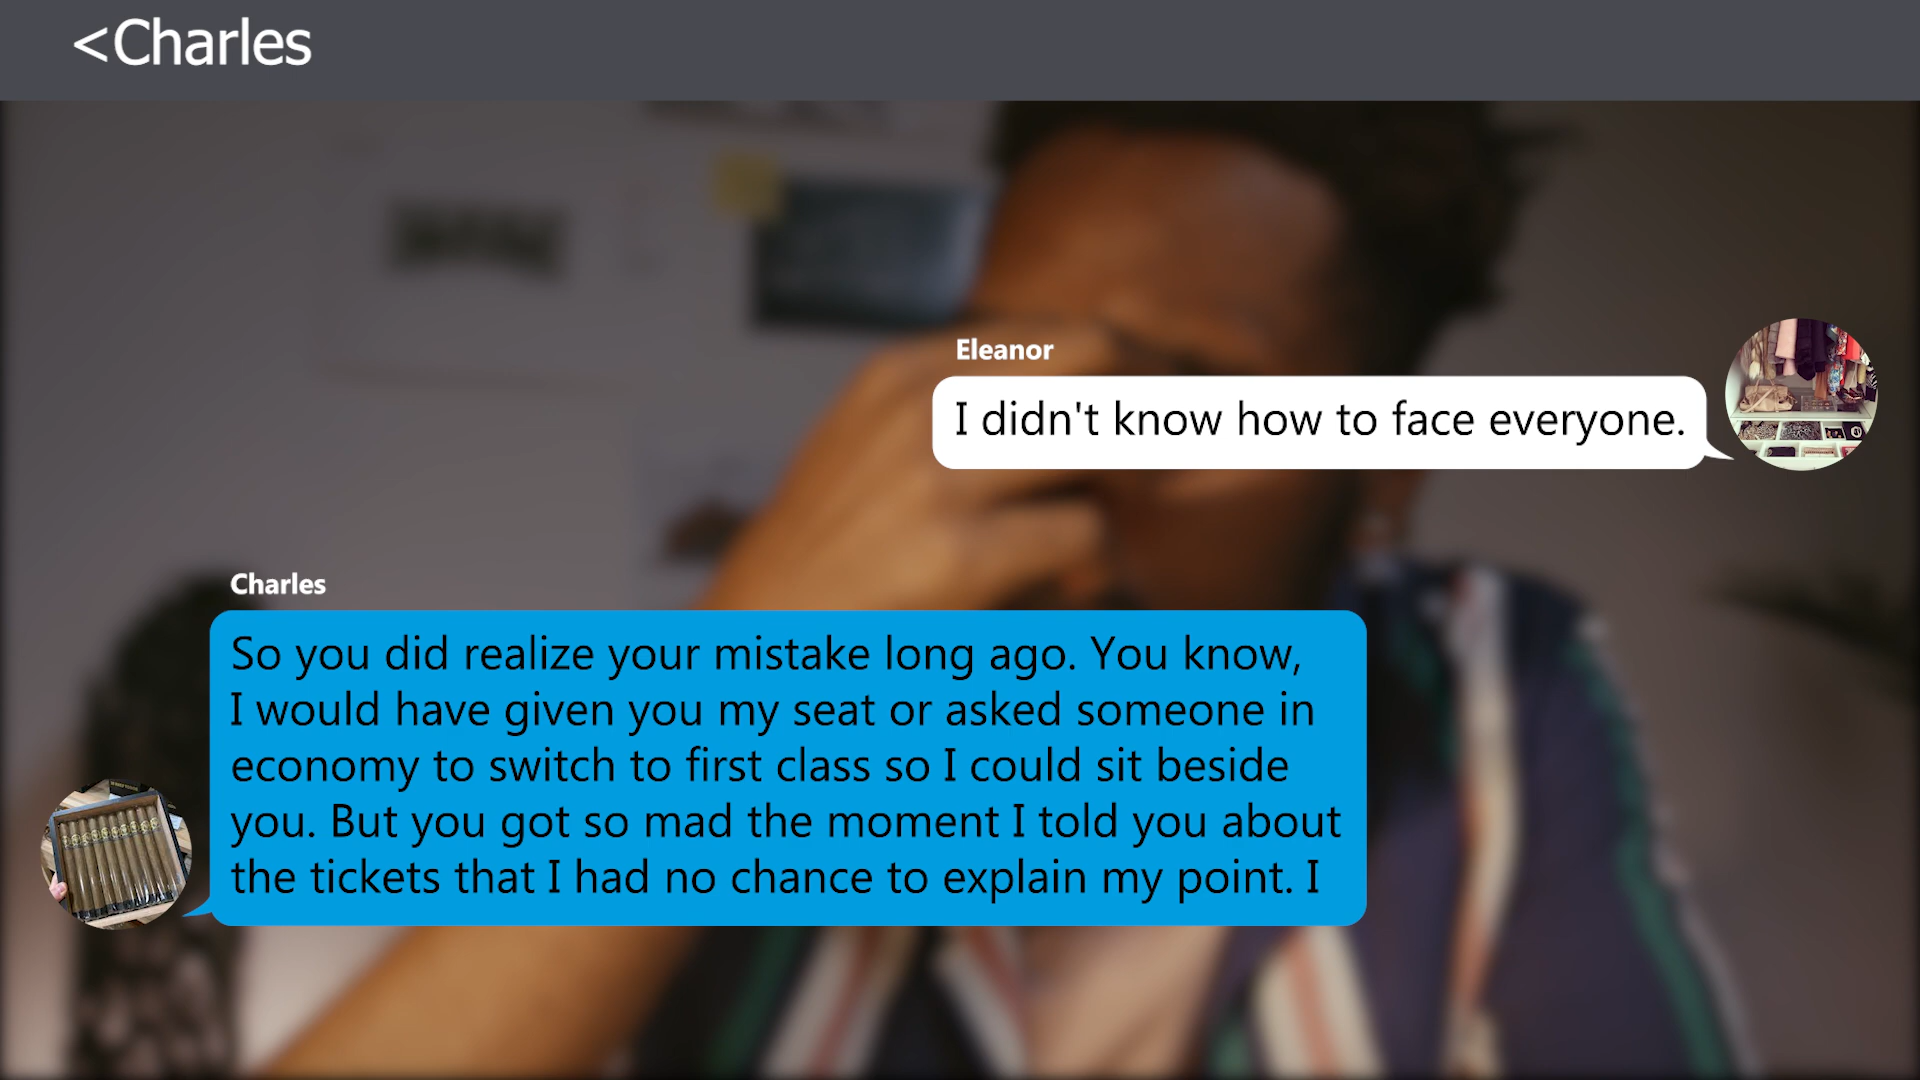 <Charles
Eleanor
I didn't know how to face everyone.
Charles
So you did realize your mistake long ago. You know,
I would have given you my seat or asked someone in
economy to switch to first class so I could sit beside
you. But you got so mad the moment I told you about
the tickets that I had no chance to explain my point. I